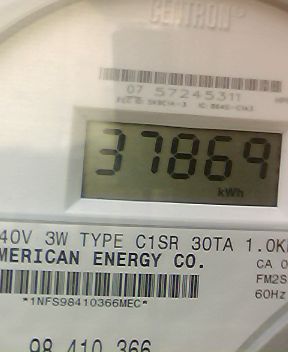 CENTRON®
07 57245311
37869
kWh
40V 3W TYPE C1SR 30TA 1.0K
MERICAN ENERGY CO.
CA 0
FM2S
60Hz
*1NFS98410366MEC*
98 410 366